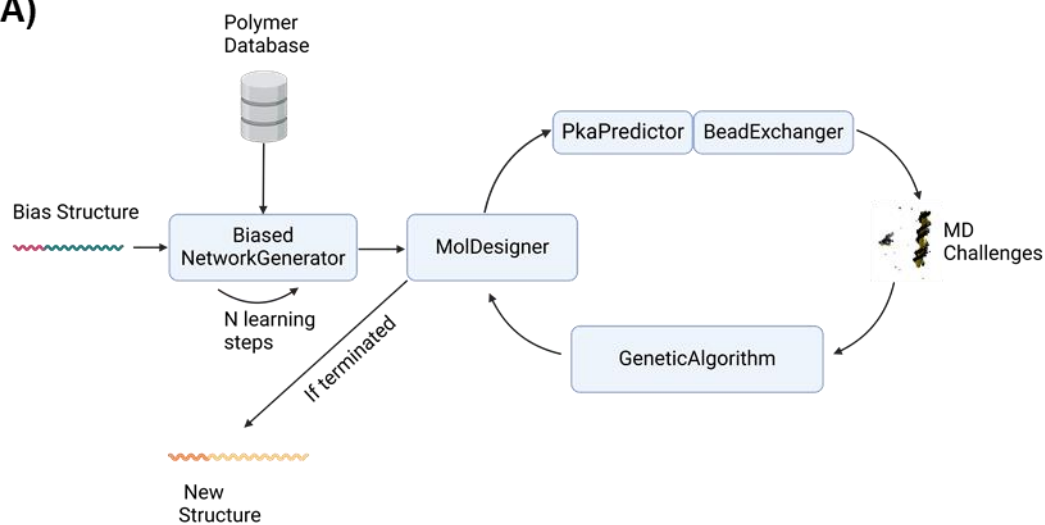 A)
Polymer
Database
PkaPredictor
BeadExchanger
Bias Structure
Biased
NetworkGenerator
MolDesigner
MD
Challenges
N learning
steps
If terminated
GeneticAlgorithm
New
Structure